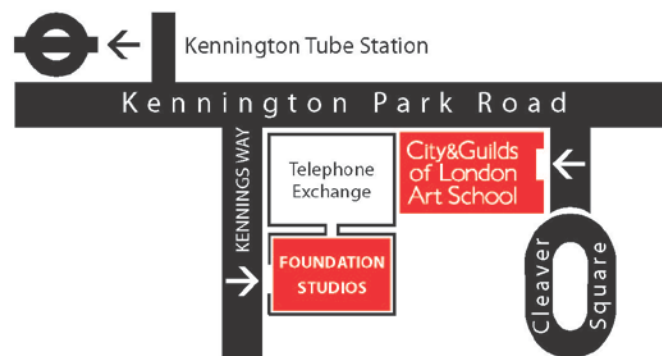 Kennington Tube Station
Kennington Park Road
KENNINGS WAY
Telephone
Exchange
City&Guilds
of London
Art School
FOUNDATION
STUDIOS
Cleaver
Square